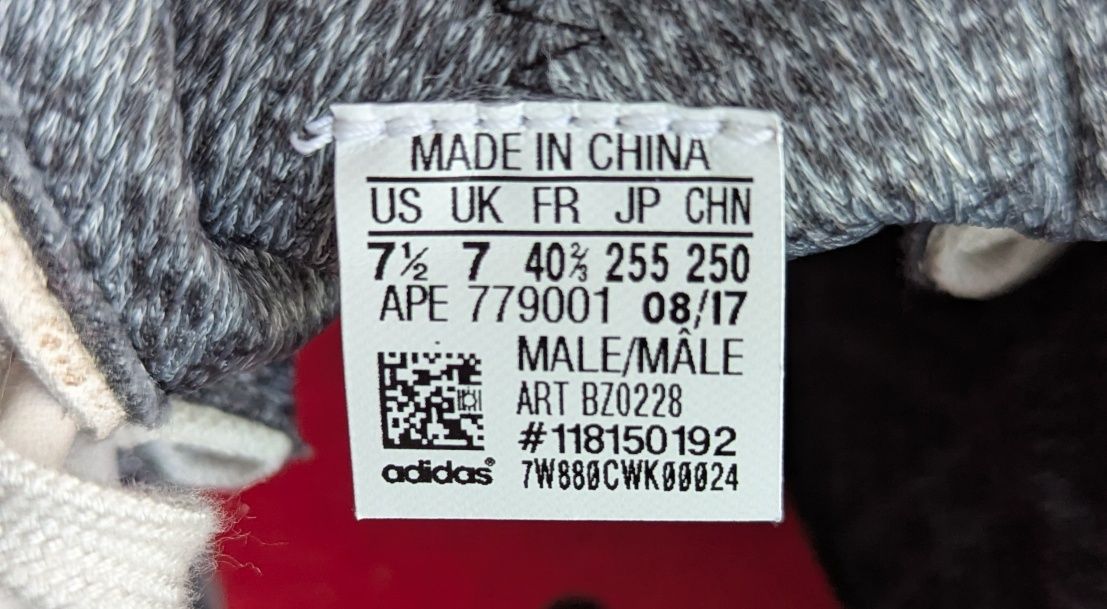 MADE IN CHINA
US UK FR JP CHN
7½ 7 40⅔ 255 250
APE 779001 08/17
MALE/MÂLE
ART BZ0228
#118150192
adidas® 7W880CWK00024